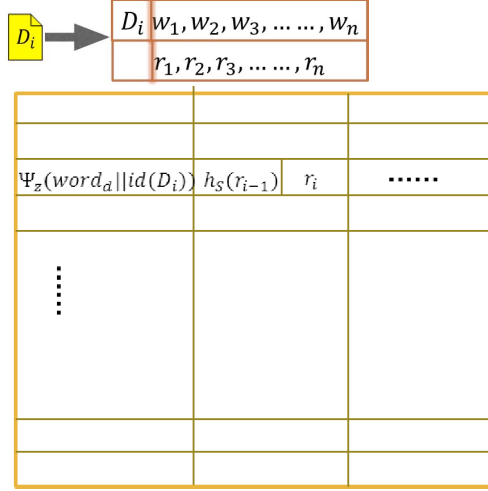 D_i D_i w_1, w_2, w_3, ... ..., w_n
r_1, r_2, r_3, ... ..., r_n
Ψ_z(word_d||id(D_i)) h_S(r_{i-1}) r_i ······